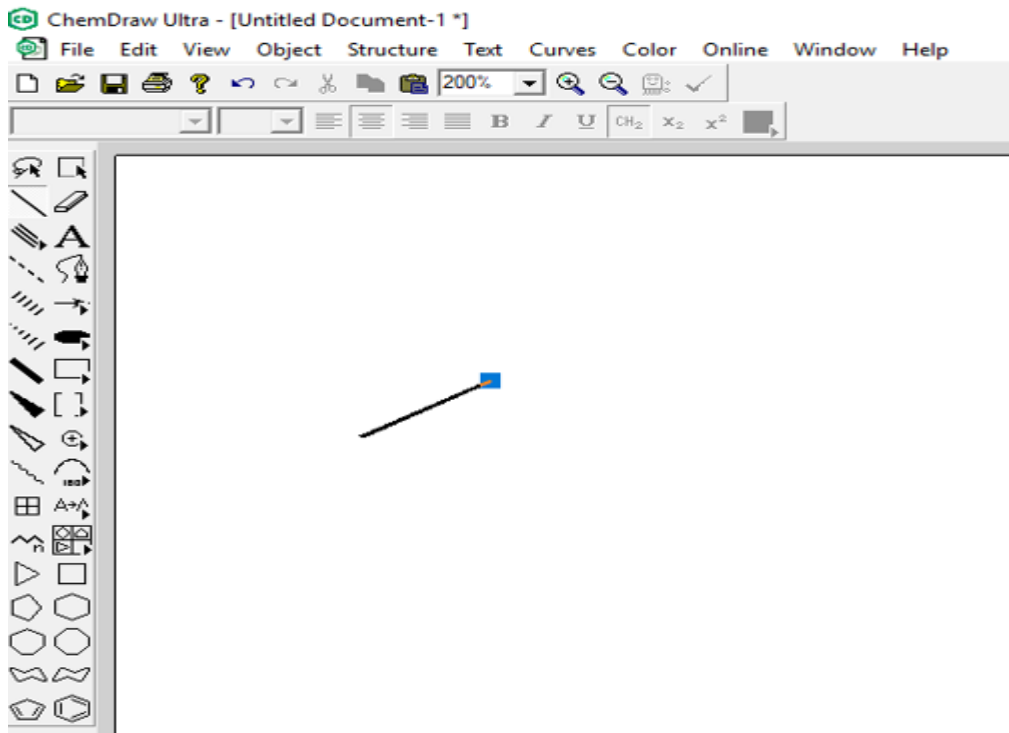 ChemDraw Ultra - [Untitled Document-1 *]
File Edit View Object Structure Text Curves Color Online Window Help
200%
B I U CH₂ X₂ X²
A
A
n